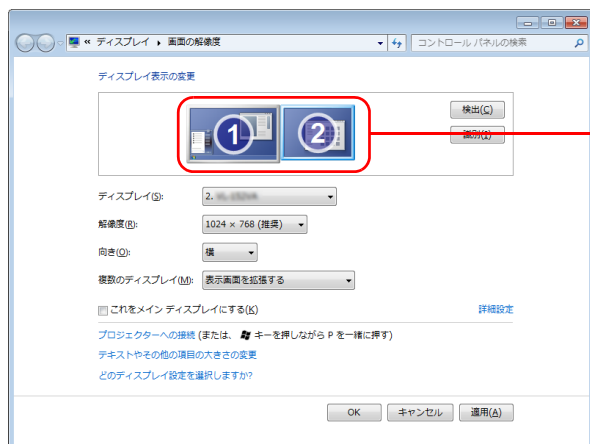 « ディスプレイ ▸ 画面の解像度
コントロール パネルの検索
ディスプレイ表示の変更
1
2
検出(C)
識別(I)
ディスプレイ(S):
2.
解像度(R):
1024 × 768 (推奨)
向き(O):
横
複数のディスプレイ(M):
表示画面を拡張する
これをメイン ディスプレイにする(K)
詳細設定
プロジェクターへの接続 (または、 キーを押しながら P を一緒に押す)
テキストやその他の項目の大きさの変更
どのディスプレイ設定を選択しますか?
OK
キャンセル
適用(A)